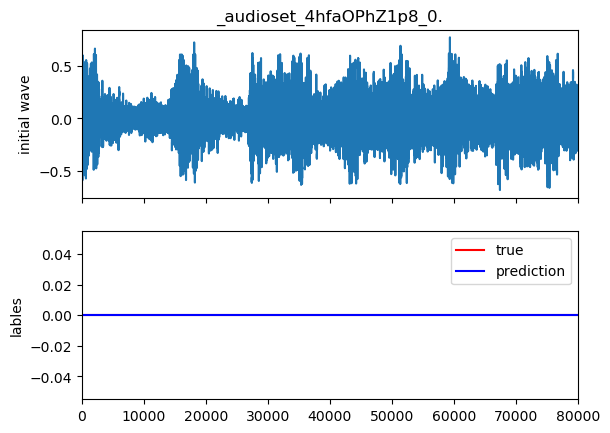 _audioset_4hfaOPhZ1p8_0.
initial wave
0.5
0.0
−0.5
lables
0.04
0.02
0.00
−0.02
−0.04
true
prediction
0 10000 20000 30000 40000 50000 60000 70000 80000